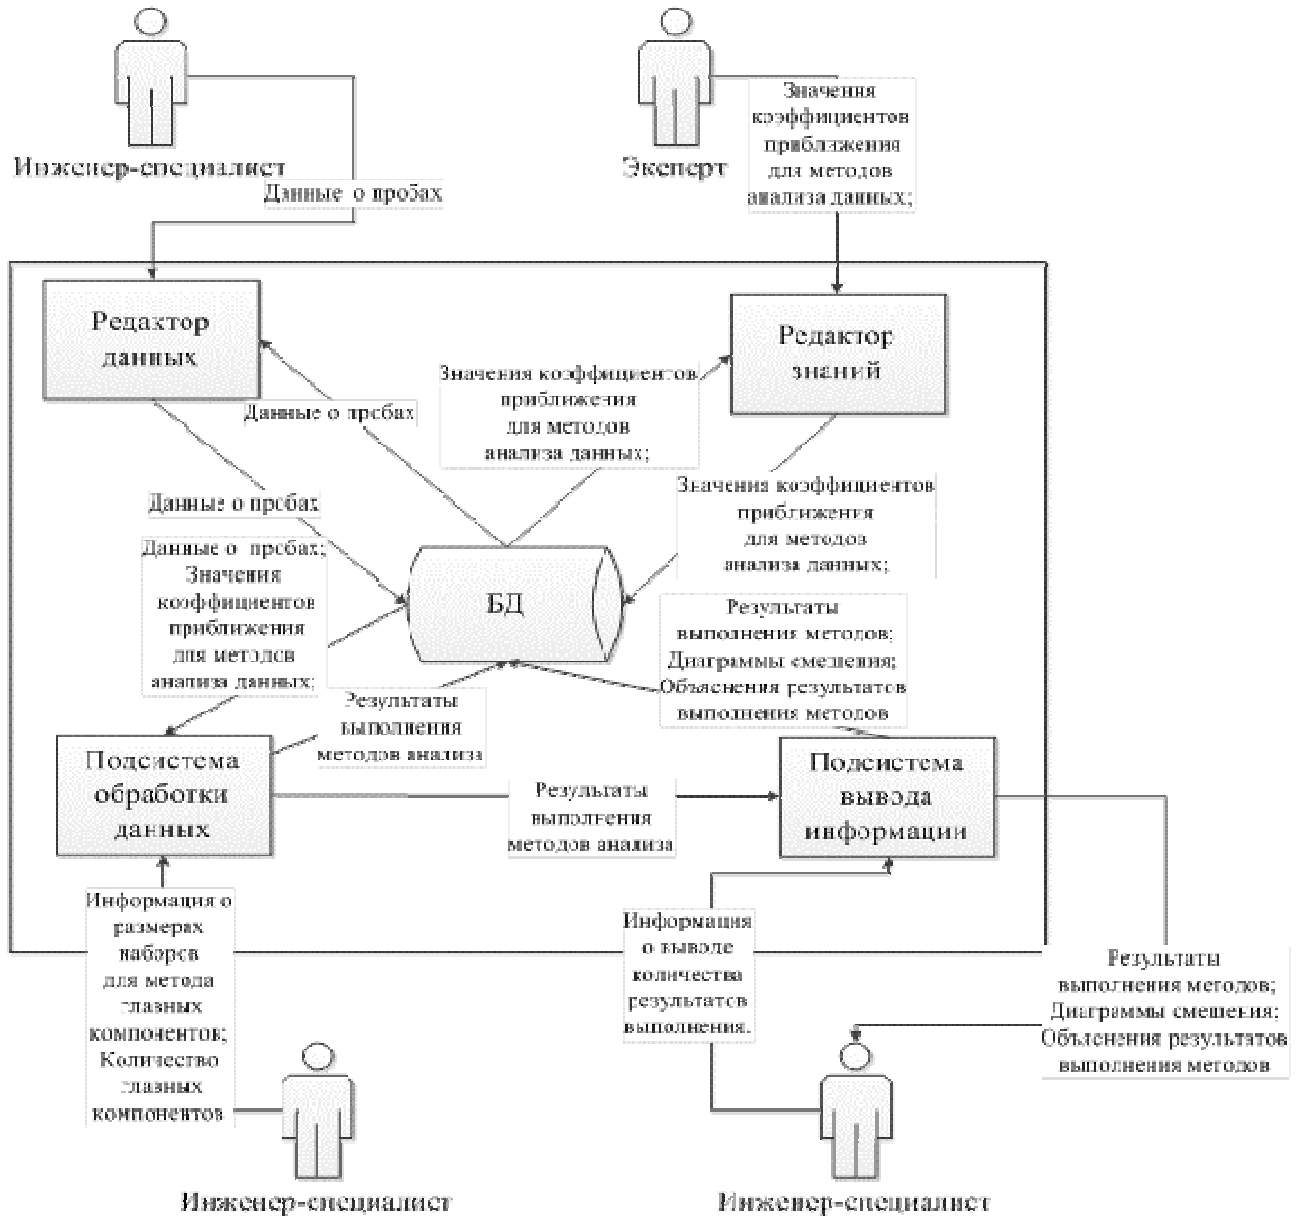 Инженер-специалист
Данные о пробах
Эксперт
Значения
коэффициентов
приближения
для методов
анализа данных;
Редактор
данных
Редактор
знаний
Данные о пробах
Значения коэффициентов
приближения
для методов
анализа данных;
Данные о пробах
Значения коэффициентов
приближения
для методов
анализа данных;
Данные о пробах;
Значения
коэффициентов
приближения
для методов
анализа данных;
БД
Результаты
выполнения методов;
Диаграммы смешения;
Объяснения результатов
выполнения методов
Результаты
выполнения
методов анализа
Подсистема
обработки
данных
Результаты
выполнения
методов анализа
Подсистема
вывода
информации
Информация о
размерах
наборов
для метода
главных
компонентов;
Количество
главных
компонентов
Информация
о выводе
количества
результатов
выполнения.
Результаты
выполнения методов;
Диаграммы смешения;
Объяснения результатов
выполнения методов
Инженер-специалист
Инженер-специалист